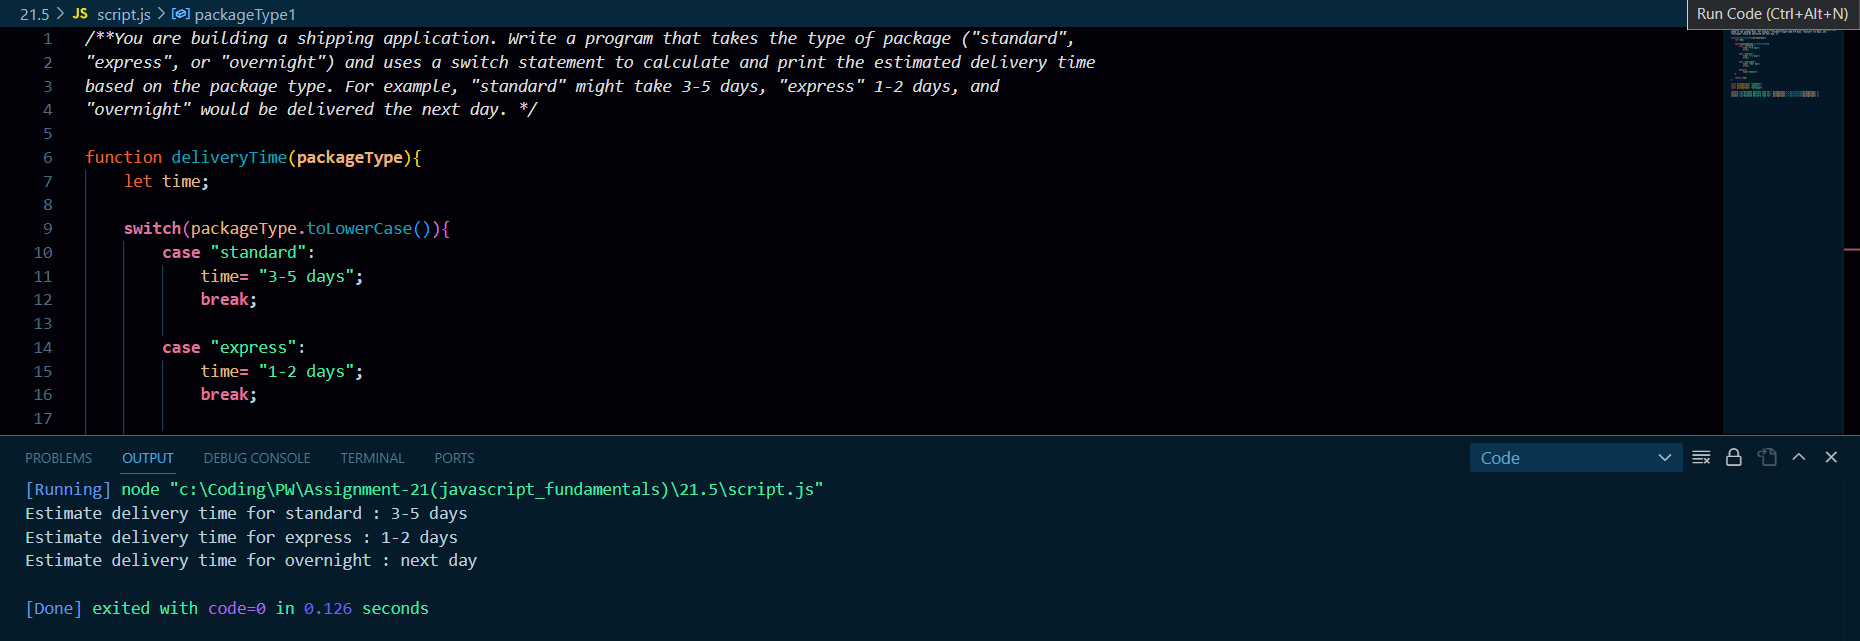 21.5 > JS script.js > packageType1
Run Code (Ctrl+Alt+N)
1 /**You are building a shipping application. Write a program that takes the type of package ("standard",
2 "express", or "overnight") and uses a switch statement to calculate and print the estimated delivery time
3 based on the package type. For example, "standard" might take 3-5 days, "express" 1-2 days, and
4 "overnight" would be delivered the next day. */
5
6 function deliveryTime(packageType){
7 let time;
8
9 switch(packageType.toLowerCase()){
10 case "standard":
11 time= "3-5 days";
12 break;
13
14 case "express":
15 time= "1-2 days";
16 break;
17
PROBLEMS OUTPUT DEBUG CONSOLE TERMINAL PORTS Code
[Running] node "c:\Coding\PW\Assignment-21(javascript_fundamentals)\21.5\script.js"
Estimate delivery time for standard : 3-5 days
Estimate delivery time for express : 1-2 days
Estimate delivery time for overnight : next day
[Done] exited with code=0 in 0.126 seconds